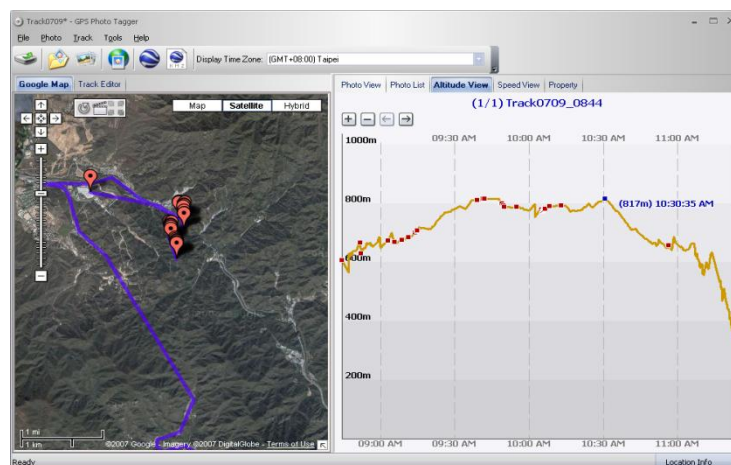 Track0709* - GPS Photo Tagger
File Photo Track Tools Help
Display Time Zone: (GMT+08:00) Taipei
Google Map Track Editor
Map Satellite Hybrid
1 mi
1 km
©2007 Google - Imagery ©2007 DigitalGlobe - Terms of Use
Photo View Photo List Altitude View Speed View Property
(1/1) Track0709_0844
1000m 09:30 AM 10:00 AM 10:30 AM 11:00 AM
800m
(817m) 10:30:35 AM
600m
400m
200m
09:00 AM 09:30 AM 10:00 AM 10:30 AM 11:00 AM
Ready Location Info